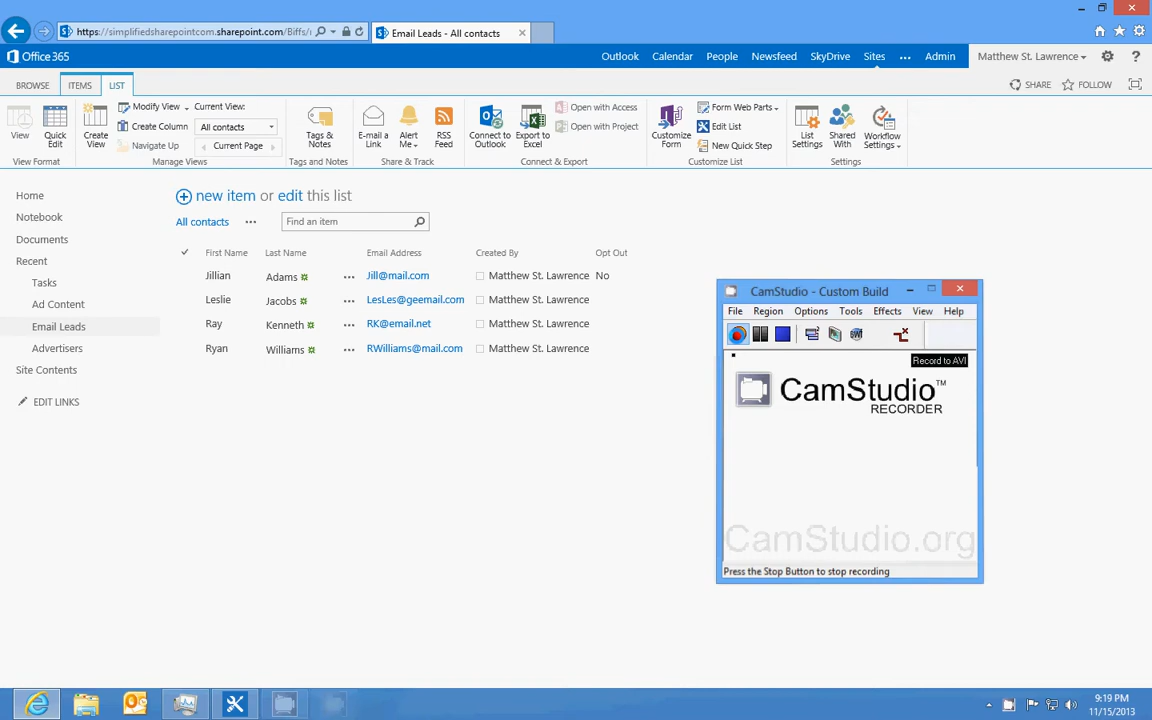 https://simplifiedsharepointcom.sharepoint.com/Biffs/
Email Leads - All contacts
Office 365
Outlook Calendar People Newsfeed SkyDrive Sites ... Admin Matthew St. Lawrence ?
BROWSE ITEMS LIST SHARE FOLLOW
View
Quick Edit
View Format
Create View
Modify View
Create Column
Navigate Up
Current View:
All contacts
Current Page
Manage Views
Tags & Notes
Tags and Notes
E-mail a Link
Alert Me
RSS Feed
Share & Track
Connect to Outlook
Export to Excel
Open with Access
Open with Project
Connect & Export
Customize Form
Form Web Parts
Edit List
New Quick Step
Customize List
List Settings
Shared With
Workflow Settings
Settings
Home
Notebook
Documents
Recent
Tasks
Ad Content
Email Leads
Advertisers
Site Contents
EDIT LINKS
new item or edit this list
All contacts ... Find an item
First Name Last Name Email Address Created By Opt Out
Jillian Adams ... Jill@mail.com Matthew St. Lawrence No
Leslie Jacobs ... LesLes@geemail.com Matthew St. Lawrence
Ray Kenneth ... RK@email.net Matthew St. Lawrence
Ryan Williams ... RWilliams@mail.com Matthew St. Lawrence
CamStudio - Custom Build
File Region Options Tools Effects View Help
Record to AVI
CamStudio™
RECORDER
CamStudio.org
Press the Stop Button to stop recording
9:19 PM
11/15/2013